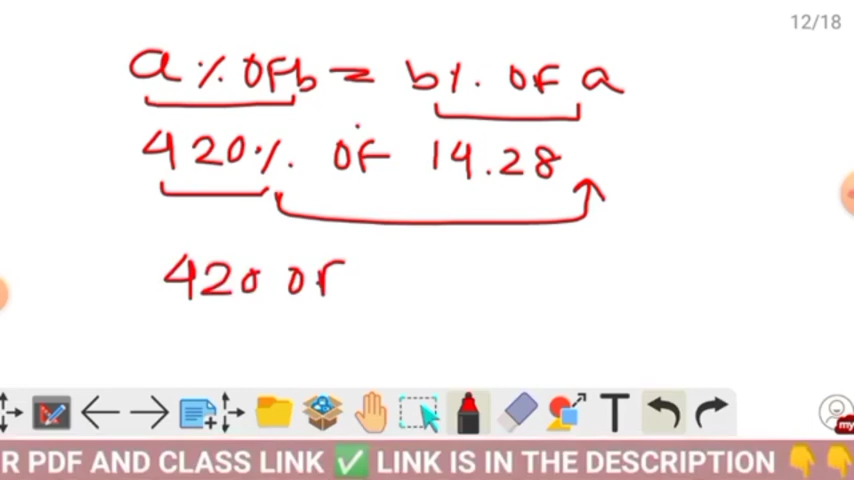 12/18
a % of b = b%. of a
420%. of 14.28
420 of
T
my
R PDF AND CLASS LINK ✅ LINK IS IN THE DESCRIPTION 👇👇